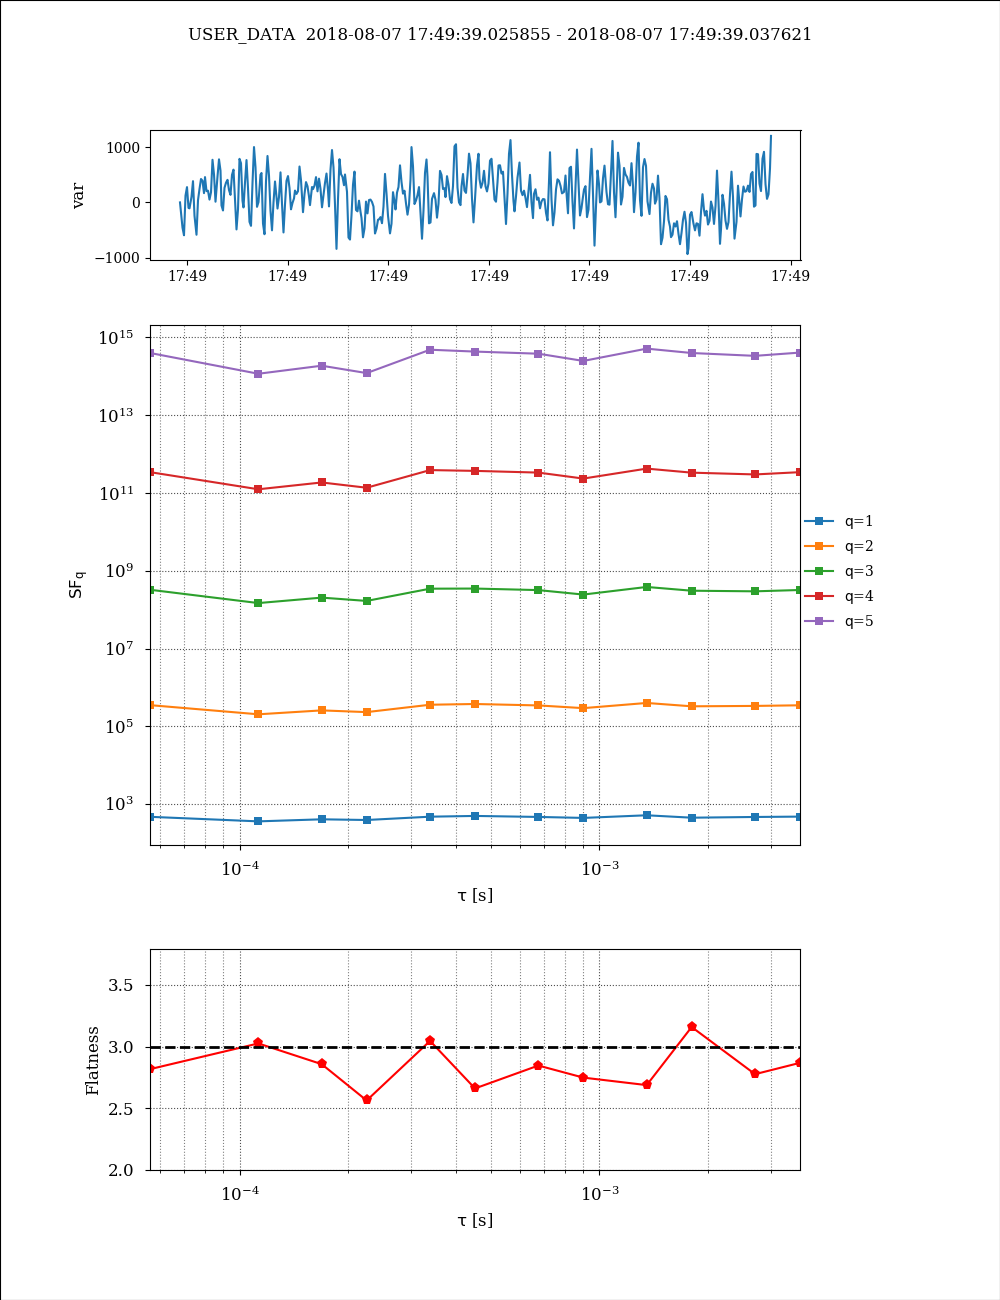 USER_DATA  2018-08-07 17:49:39.025855 - 2018-08-07 17:49:39.037621
var
1000
0
−1000
17:49 17:49 17:49 17:49 17:49 17:49 17:49
SFq
10^15
10^13
10^11
10^9
10^7
10^5
10^3
10^−4 10^−3
τ [s]
q=1
q=2
q=3
q=4
q=5
Flatness
3.5
3.0
2.5
2.0
10^−4 10^−3
τ [s]